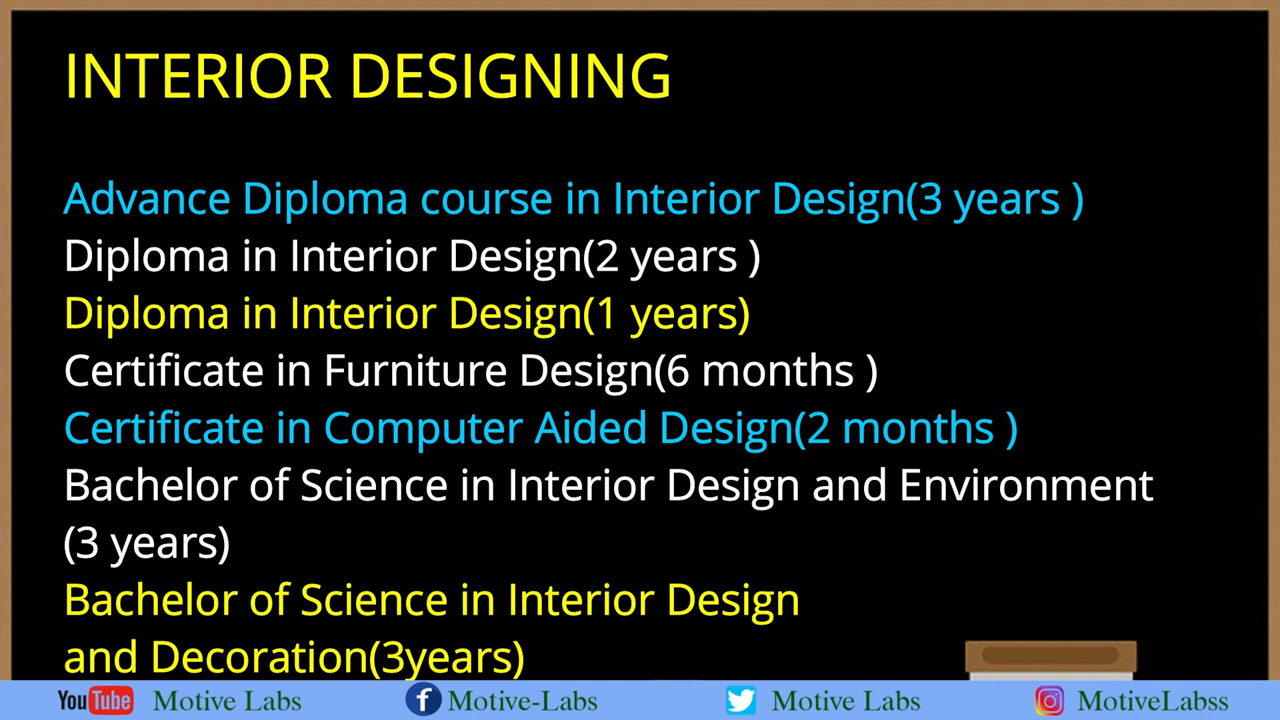 INTERIOR DESIGNING
Advance Diploma course in Interior Design(3 years )
Diploma in Interior Design(2 years )
Diploma in Interior Design(1 years)
Certificate in Furniture Design(6 months )
Certificate in Computer Aided Design(2 months )
Bachelor of Science in Interior Design and Environment
(3 years)
Bachelor of Science in Interior Design
and Decoration(3years)
YouTube Motive Labs f Motive-Labs Motive Labs MotiveLabss